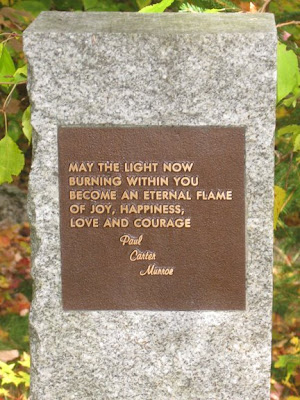 MAY THE LIGHT NOW
BURNING WITHIN YOU
BECOME AN ETERNAL FLAME
OF JOY, HAPPINESS,
LOVE AND COURAGE
Paul
Carter
Munroe